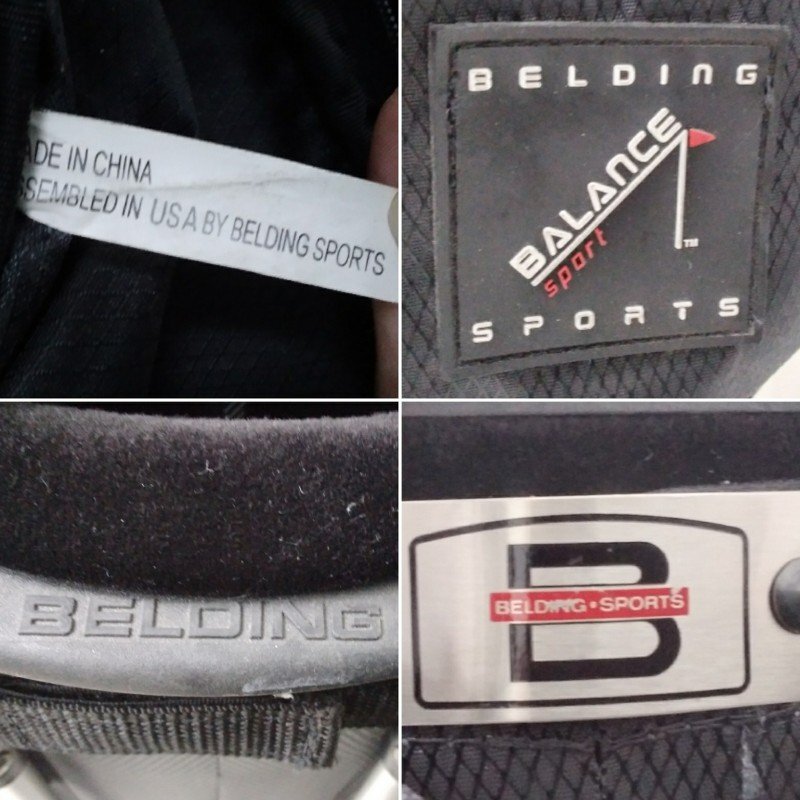 ADE IN CHINA
SSEMBLED IN USA BY BELDING SPORTS
BELDING
BALANCE
sport
TM
SPORTS
BELDING
B
BELDING • SPORTS